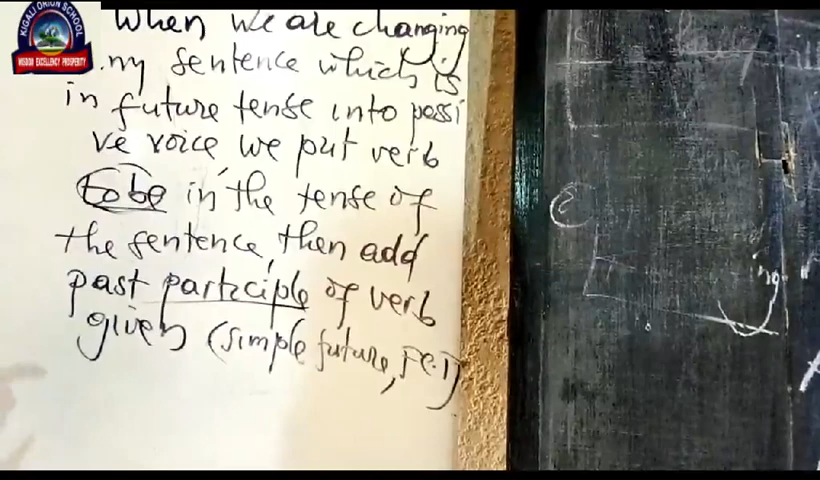 KIGALI ORION SCHOOL
WISDOM EXCELLENCY PROSPERITY
When we are changing
ny sentence which is
in future tense into passi
ve voice we put verb
to be in the tense of
the sentence, then add
past participle of verb
given (simple future, F.C.T)